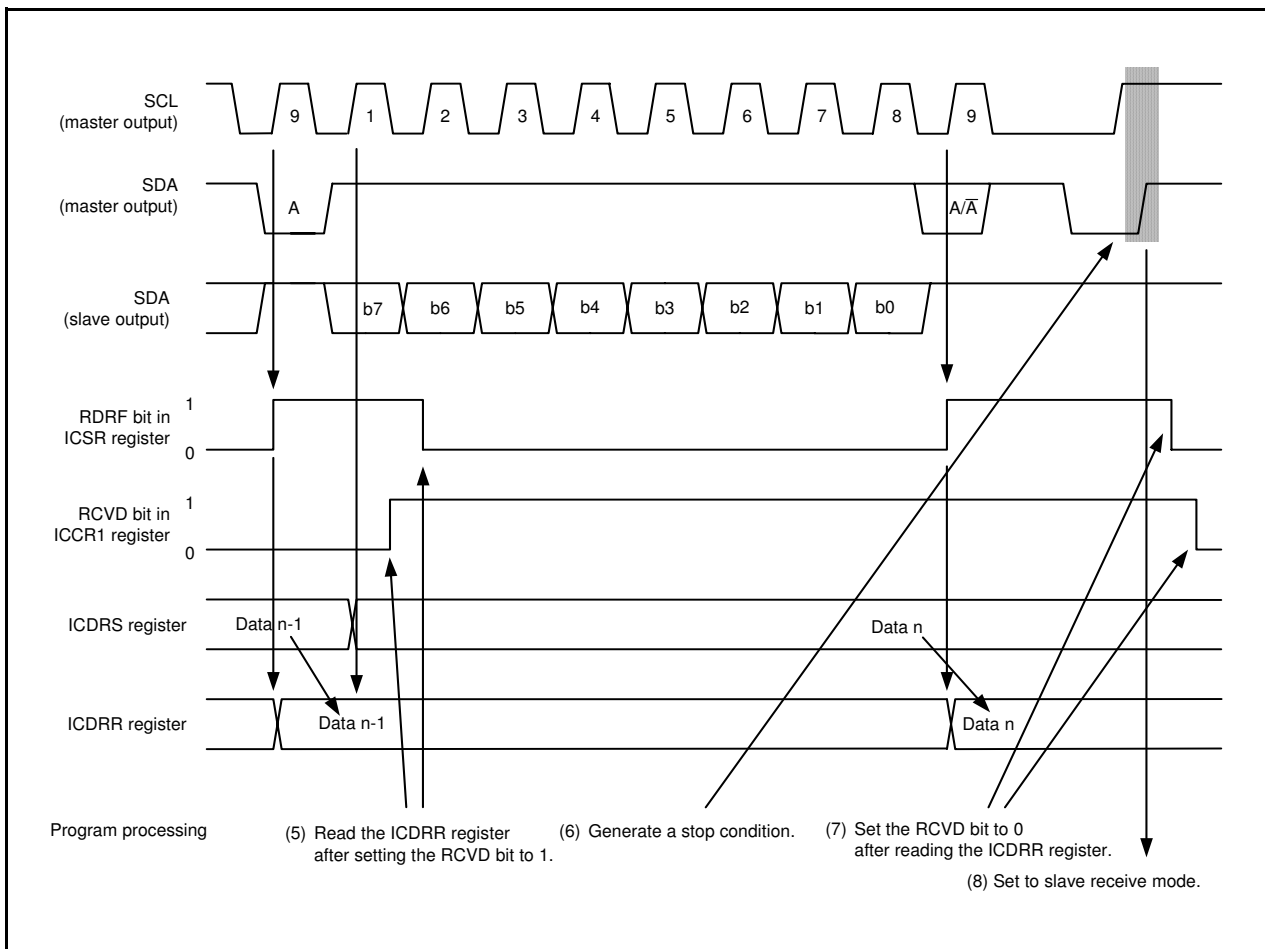 SCL
(master output)
9 1 2 3 4 5 6 7 8 9
SDA
(master output)
A A/A̅
SDA
(slave output)
b7 b6 b5 b4 b3 b2 b1 b0
RDRF bit in
ICSR register
1
0
RCVD bit in
ICCR1 register
1
0
ICDRS register
Data n-1 Data n
ICDRR register
Data n-1 Data n
Program processing
(5) Read the ICDRR register
after setting the RCVD bit to 1.
(6) Generate a stop condition.
(7) Set the RCVD bit to 0
after reading the ICDRR register.
(8) Set to slave receive mode.